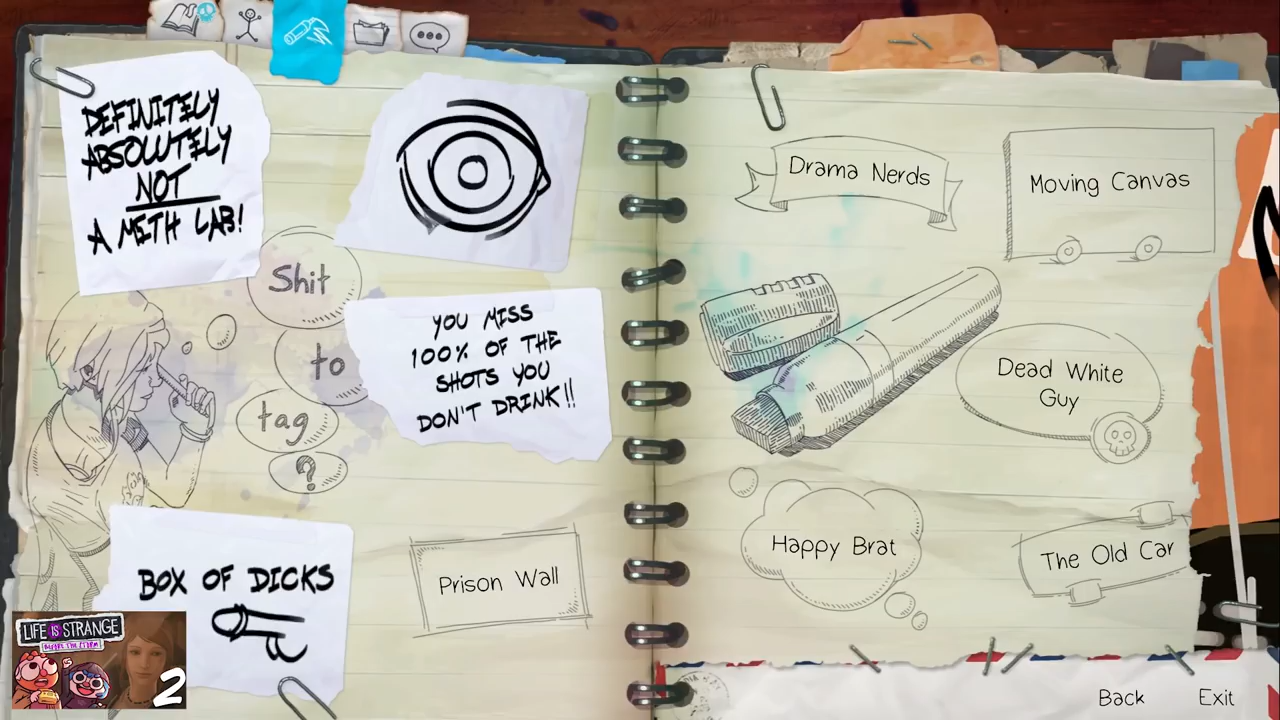 DEFINITELY
ABSOLUTELY
NOT
A METH LAB!
Shit
to
tag
?
YOU MISS
100% OF THE
SHOTS YOU
DON'T DRINK!!
BOX OF DICKS
Prison Wall
Drama Nerds
Moving Canvas
Dead White
Guy
Happy Brat
The Old Car
Back
Exit
LIFE IS STRANGE
BEFORE THE STORM
2